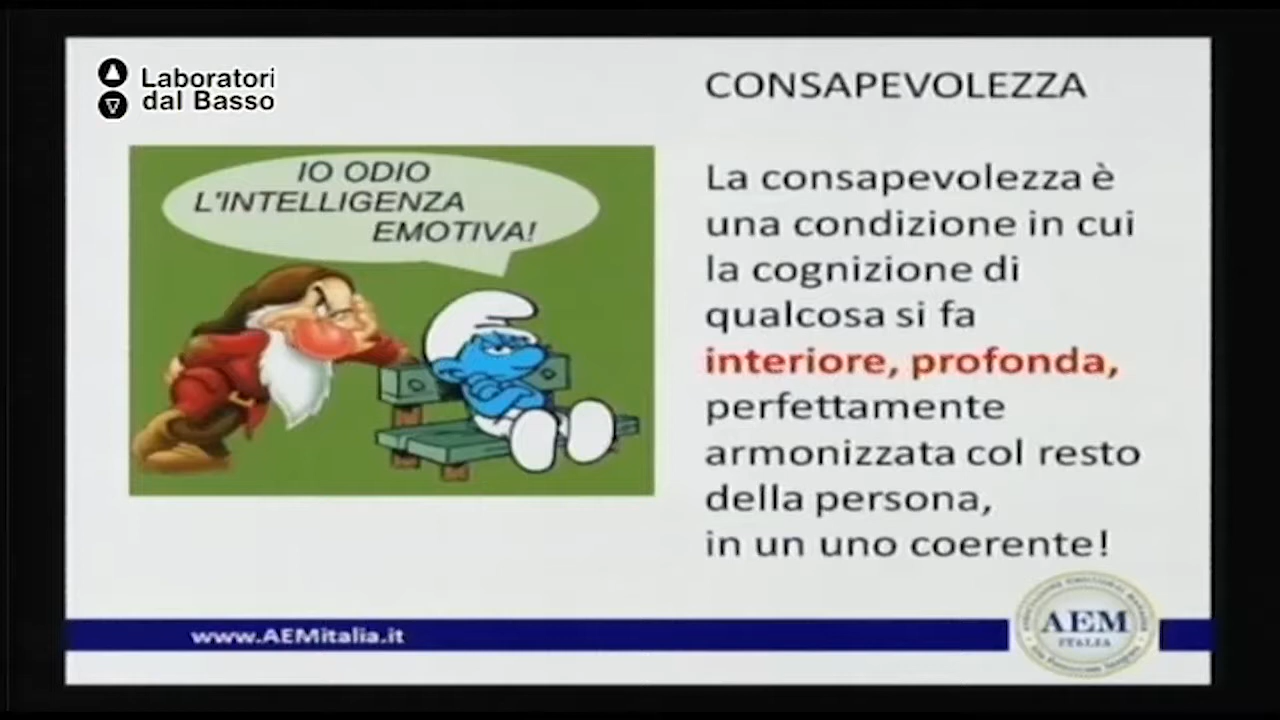 Laboratori
dal Basso
CONSAPEVOLEZZA
IO ODIO
L'INTELLIGENZA
EMOTIVA!
La consapevolezza è
una condizione in cui
la cognizione di
qualcosa si fa
interiore, profonda,
perfettamente
armonizzata col resto
della persona,
in un uno coerente!
www.AEMitalia.it
AEM
ITALIA